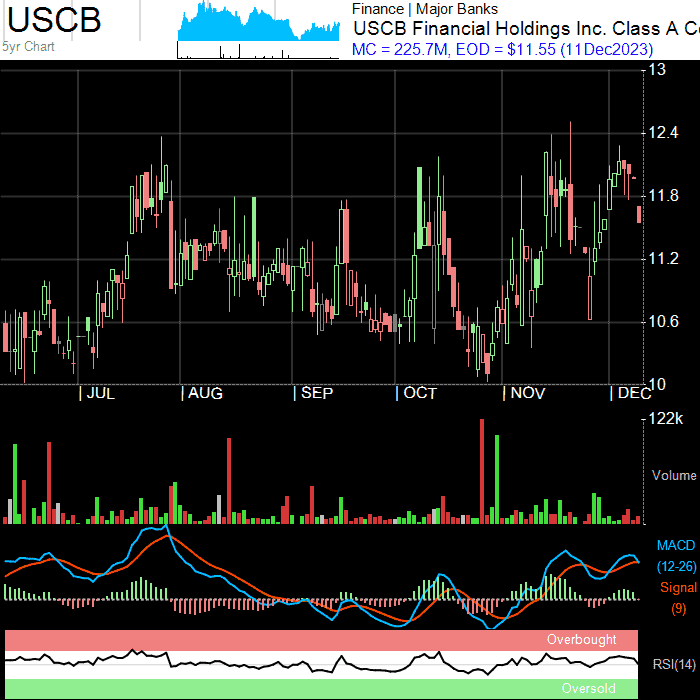 USCB
5yr Chart
Finance | Major Banks
USCB Financial Holdings Inc. Class A Co
MC = 225.7M, EOD = $11.55 (11Dec2023)
13
12.4
11.8
11.2
10.6
10
JUL AUG SEP OCT NOV DEC
122k
Volume
MACD
(12-26)
Signal
(9)
Overbought
RSI(14)
Oversold